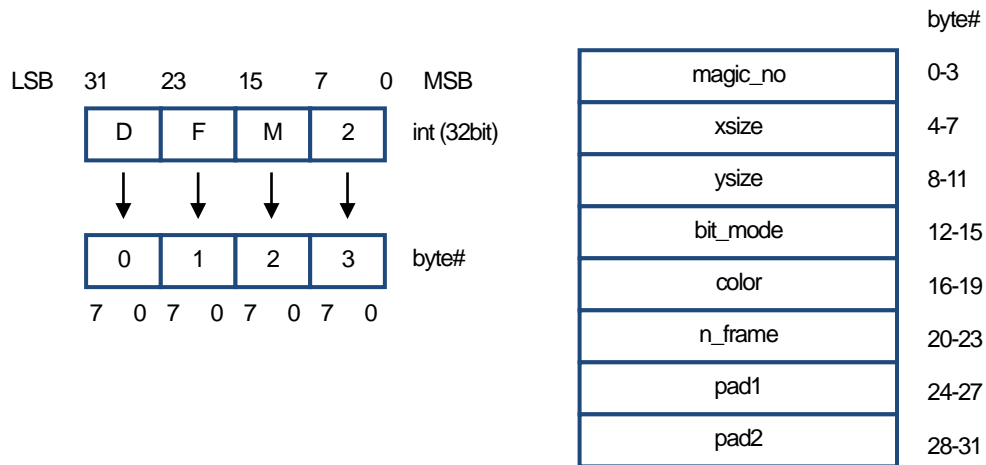 LSB 31 23 15 7 0 MSB
D F M 2 int (32bit)
0 1 2 3 byte#
7 0 7 0 7 0 7 0
byte#
magic_no 0-3
xsize 4-7
ysize 8-11
bit_mode 12-15
color 16-19
n_frame 20-23
pad1 24-27
pad2 28-31